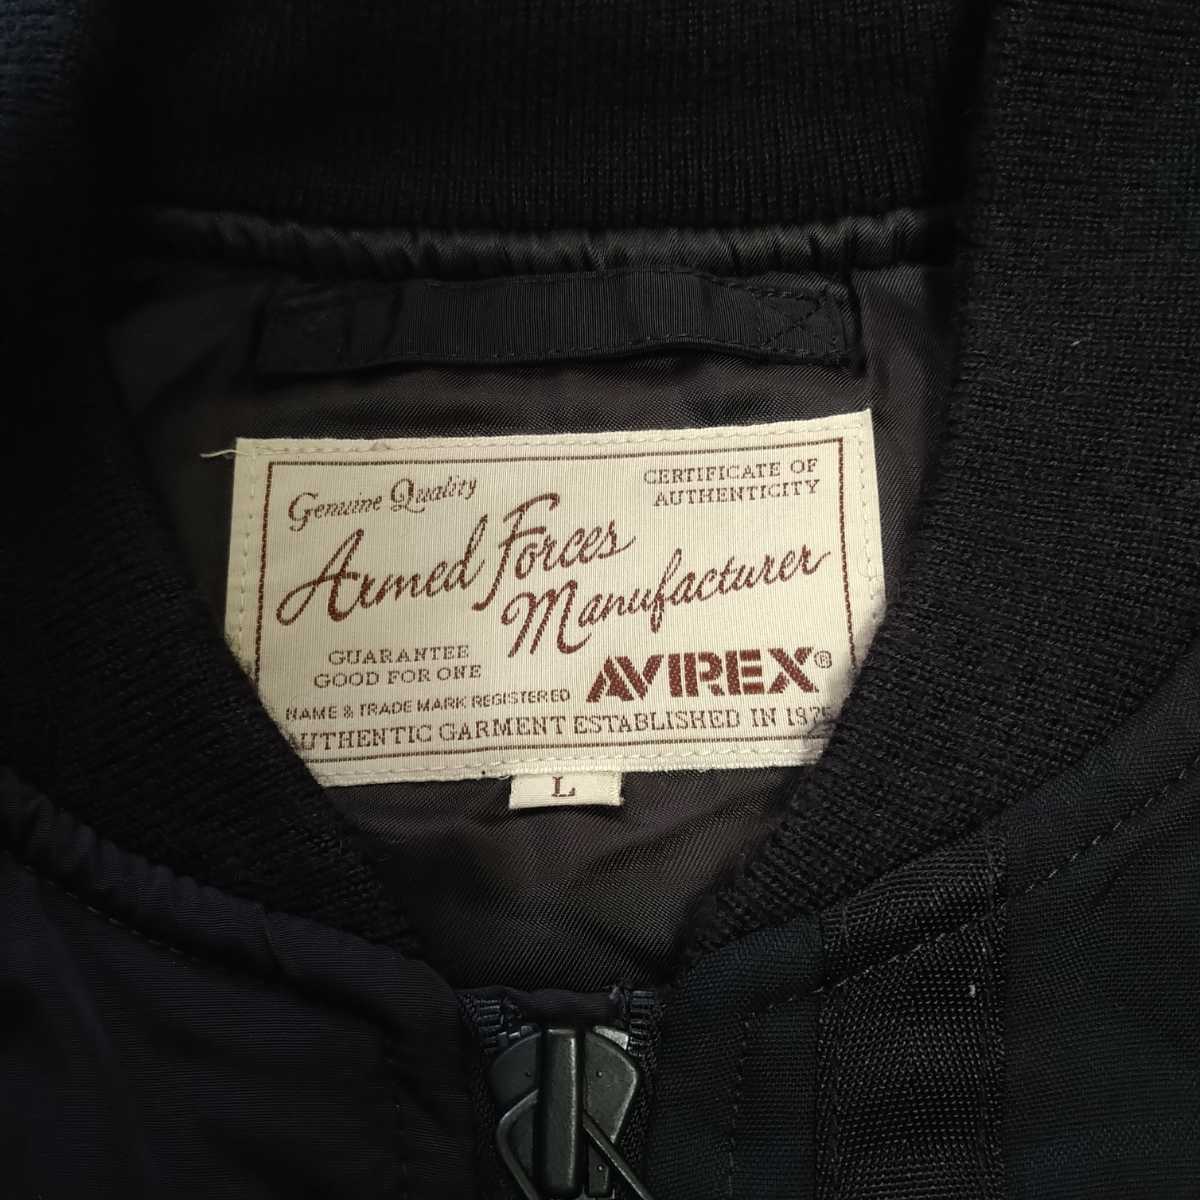 Genuine Quality
CERTIFICATE OF
AUTHENTICITY
Armed Forces
Manufacturer
GUARANTEE
GOOD FOR ONE
AVIREX®
NAME & TRADE MARK REGISTERED
AUTHENTIC GARMENT ESTABLISHED IN 1975
L